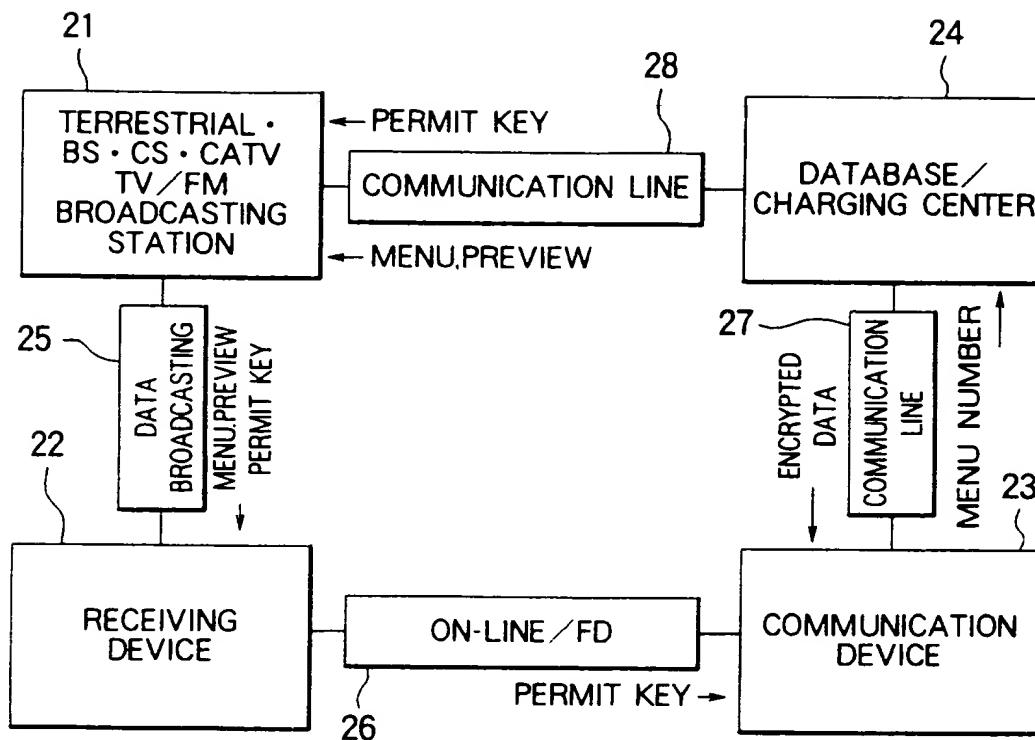 21
24
28
TERRESTRIAL・
BS・CS・CATV
TV/FM
BROADCASTING
STATION
← PERMIT KEY
COMMUNICATION LINE
← MENU,PREVIEW
DATABASE/
CHARGING CENTER
25
DATA
BROADCASTING
MENU,PREVIEW
PERMIT KEY
27
ENCRYPTED
DATA
COMMUNICATION
LINE
MENU NUMBER
22
23
RECEIVING
DEVICE
ON-LINE/FD
COMMUNICATION
DEVICE
26
PERMIT KEY →